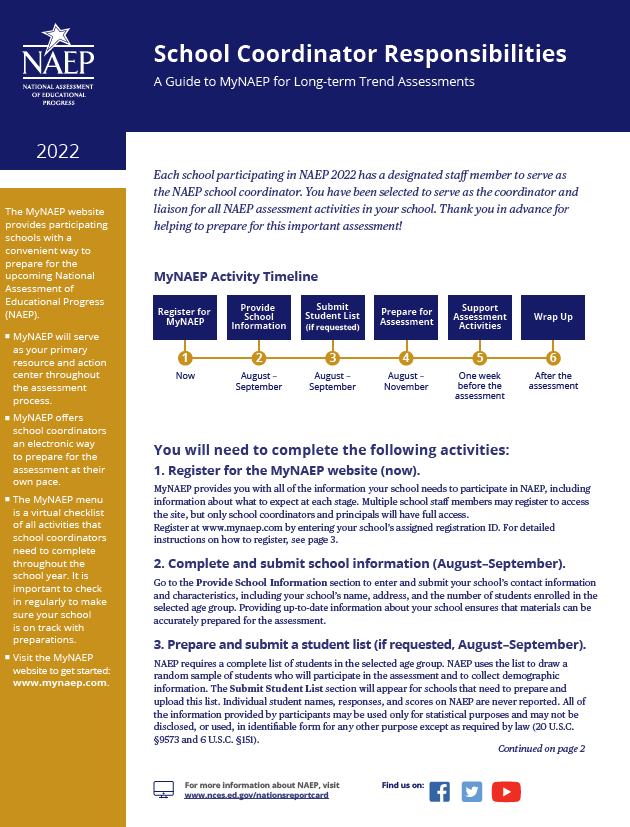 NAEP
NATIONAL ASSESSMENT
OF EDUCATIONAL
PROGRESS
School Coordinator Responsibilities
A Guide to MyNAEP for Long-term Trend Assessments
2022
The MyNAEP website
provides participating
schools with a
convenient way to
prepare for the
upcoming National
Assessment of
Educational Progress
(NAEP).
■ MyNAEP will serve
as your primary
resource and action
center throughout
the assessment
process.
■ MyNAEP offers
school coordinators
an electronic way
to prepare for the
assessment at their
own pace.
■ The MyNAEP menu
is a virtual checklist
of all activities that
school coordinators
need to complete
throughout the
school year. It is
important to check
in regularly to make
sure your school
is on track with
preparations.
■ Visit the MyNAEP
website to get started:
www.mynaep.com.
Each school participating in NAEP 2022 has a designated staff member to serve as
the NAEP school coordinator. You have been selected to serve as the coordinator and
liaison for all NAEP assessment activities in your school. Thank you in advance for
helping to prepare for this important assessment!
MyNAEP Activity Timeline
Register for
MyNAEP
1
Now
Provide
School
Information
2
August –
September
Submit
Student List
(if requested)
3
August –
September
Prepare for
Assessment
4
August –
November
Support
Assessment
Activities
5
One week
before the
assessment
Wrap Up
6
After the
assessment
You will need to complete the following activities:
1. Register for the MyNAEP website (now).
MyNAEP provides you with all of the information your school needs to participate in NAEP, including
information about what to expect at each stage. Multiple school staff members may register to access
the site, but only school coordinators and principals will have full access.
Register at www.mynaep.com by entering your school's assigned registration ID. For detailed
instructions on how to register, see page 3.
2. Complete and submit school information (August–September).
Go to the Provide School Information section to enter and submit your school's contact information
and characteristics, including your school's name, address, and the number of students enrolled in the
selected age group. Providing up-to-date information about your school ensures that materials can be
accurately prepared for the assessment.
3. Prepare and submit a student list (if requested, August–September).
NAEP requires a complete list of students in the selected age group. NAEP uses the list to draw a
random sample of students who will participate in the assessment and to collect demographic
information. The Submit Student List section will appear for schools that need to prepare and
upload this list. Individual student names, responses, and scores on NAEP are never reported. All of
the information provided by participants may be used only for statistical purposes and may not be
disclosed, or used, in identifiable form for any other purpose except as required by law (20 U.S.C.
§9573 and 6 U.S.C. §151).
Continued on page 2
For more information about NAEP, visit
www.nces.ed.gov/nationsreportcard
Find us on: